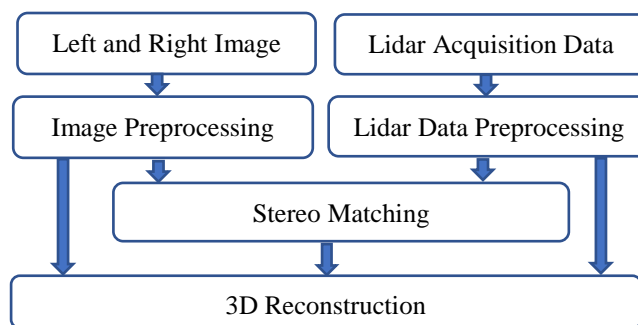 Left and Right Image
Lidar Acquisition Data
Image Preprocessing
Lidar Data Preprocessing
Stereo Matching
3D Reconstruction